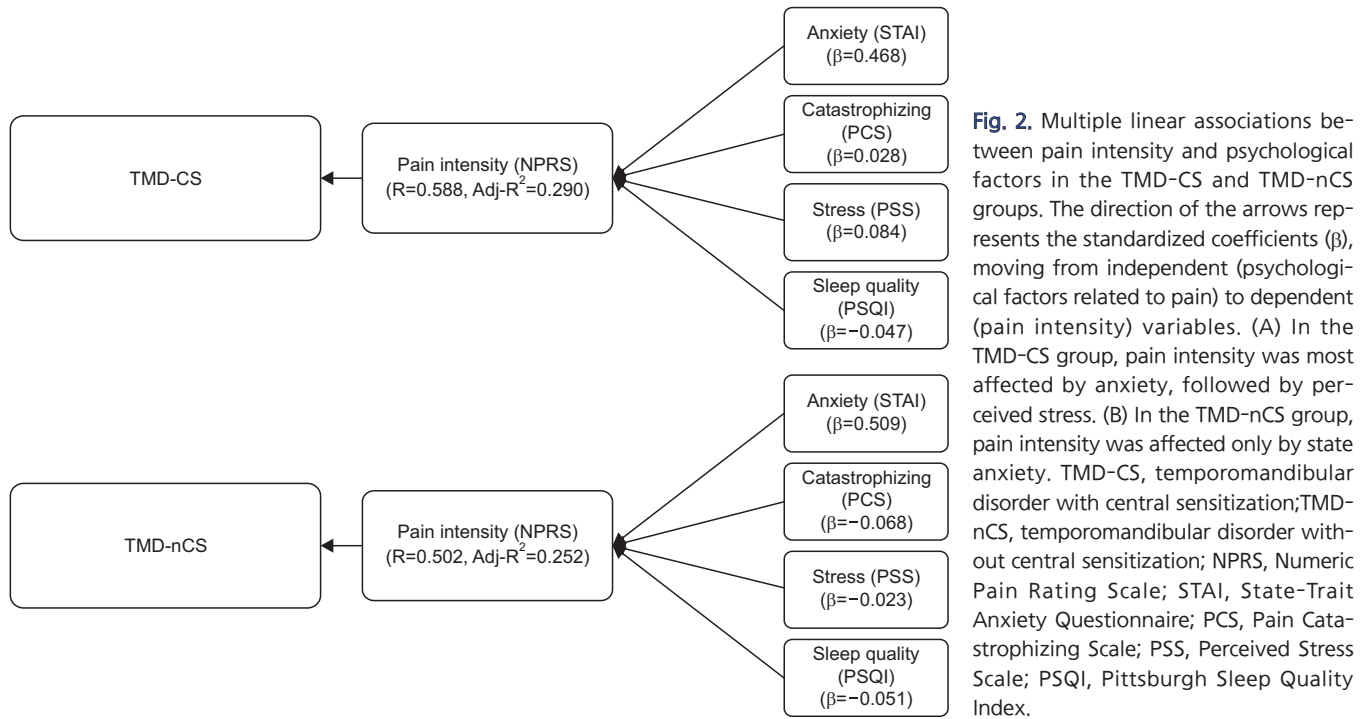 TMD-CS
Pain intensity (NPRS)
(R=0.588, Adj-R²=0.290)
Anxiety (STAI)
(β=0.468)
Catastrophizing
(PCS)
(β=0.028)
Stress (PSS)
(β=0.084)
Sleep quality
(PSQI)
(β=−0.047)
TMD-nCS
Pain intensity (NPRS)
(R=0.502, Adj-R²=0.252)
Anxiety (STAI)
(β=0.509)
Catastrophizing
(PCS)
(β=−0.068)
Stress (PSS)
(β=−0.023)
Sleep quality
(PSQI)
(β=−0.051)
Fig. 2. Multiple linear associations be-
tween pain intensity and psychological
factors in the TMD-CS and TMD-nCS
groups. The direction of the arrows rep-
resents the standardized coefficients (β),
moving from independent (psychologi-
cal factors related to pain) to dependent
(pain intensity) variables. (A) In the
TMD-CS group, pain intensity was most
affected by anxiety, followed by per-
ceived stress. (B) In the TMD-nCS group,
pain intensity was affected only by state
anxiety. TMD-CS, temporomandibular
disorder with central sensitization;TMD-
nCS, temporomandibular disorder with-
out central sensitization; NPRS, Numeric
Pain Rating Scale; STAI, State-Trait
Anxiety Questionnaire; PCS, Pain Cata-
strophizing Scale; PSS, Perceived Stress
Scale; PSQI, Pittsburgh Sleep Quality
Index.